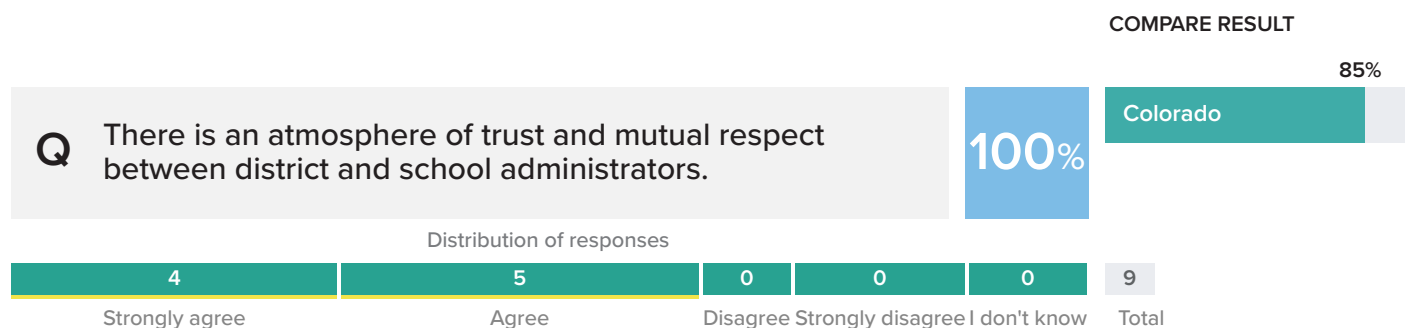 COMPARE RESULT
85%
Q
There is an atmosphere of trust and mutual respect
between district and school administrators.
100%
Colorado
Distribution of responses
4 5 0 0 0 9
Strongly agree Agree Disagree Strongly disagree I don't know Total